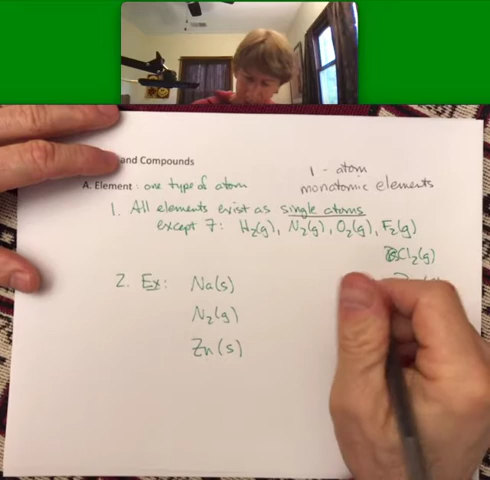 and Compounds
1 - atom
A. Element : one type of atom monatomic elements
1. All elements exist as single atoms
except 7: H₂(g), N₂(g), O₂(g), F₂(g)
Cl₂(g)
2. Ex: Na(s)
N₂(g)
Zn(s)